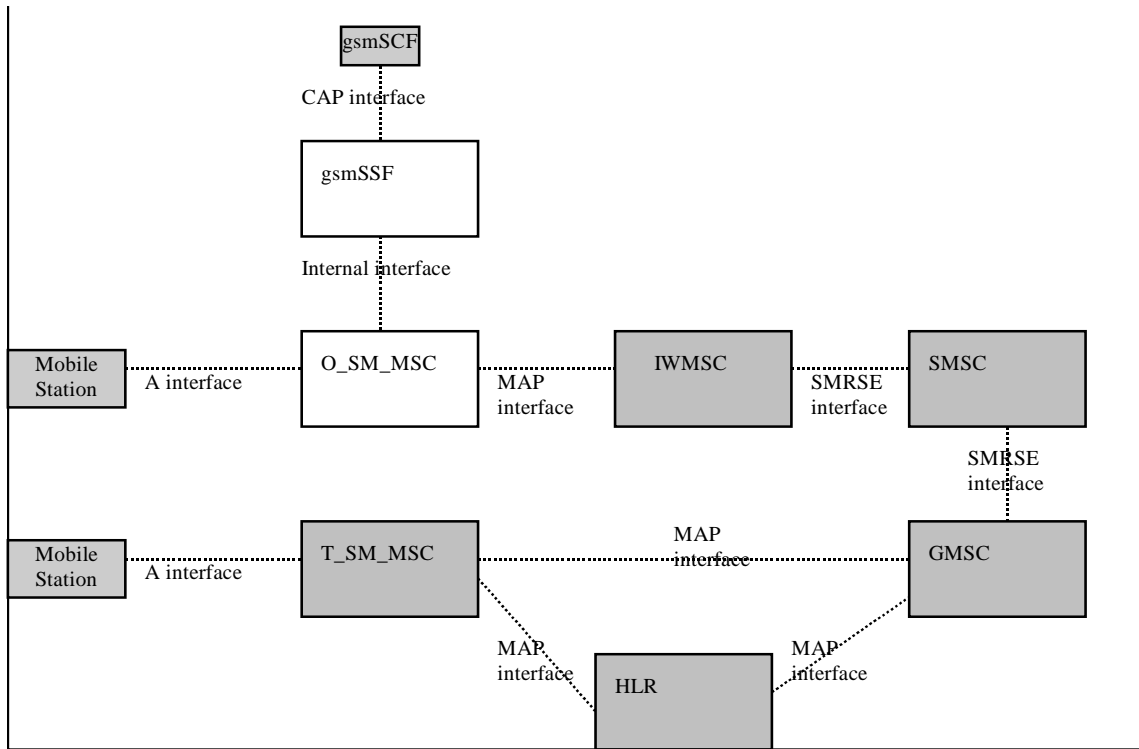 gsmSCF
CAP interface
gsmSSF
Internal interface
Mobile
Station
A interface
O_SM_MSC
MAP
interface
IWMSC
SMRSE
interface
SMSC
SMRSE
interface
Mobile
Station
A interface
T_SM_MSC
MAP
interface
GMSC
MAP
interface
HLR
MAP
interface